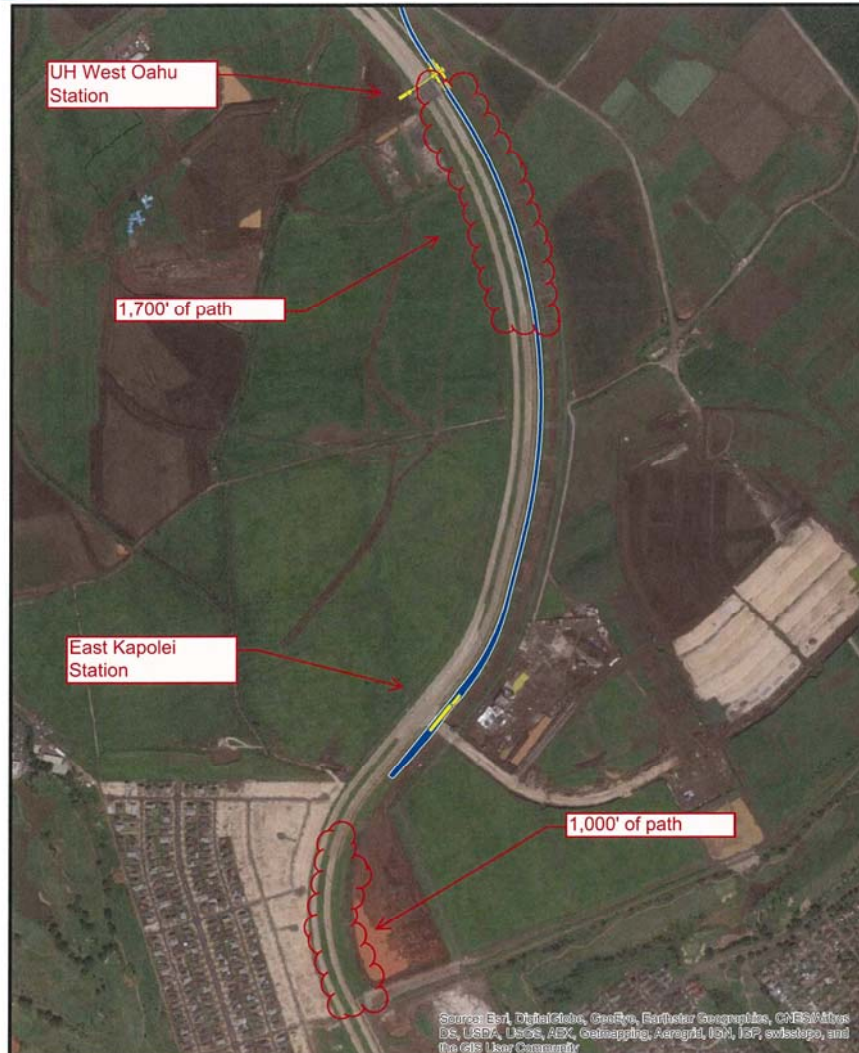 UH West Oahu
Station
1,700' of path
East Kapolei
Station
1,000' of path
Source: Esri, DigitalGlobe, GeoEye, Earthstar Geographics, CNES/Airbus
DS, USDA, USGS, AEX, Getmapping, Aerogrid, IGN, IGP, swisstopo, and
the GIS User Community